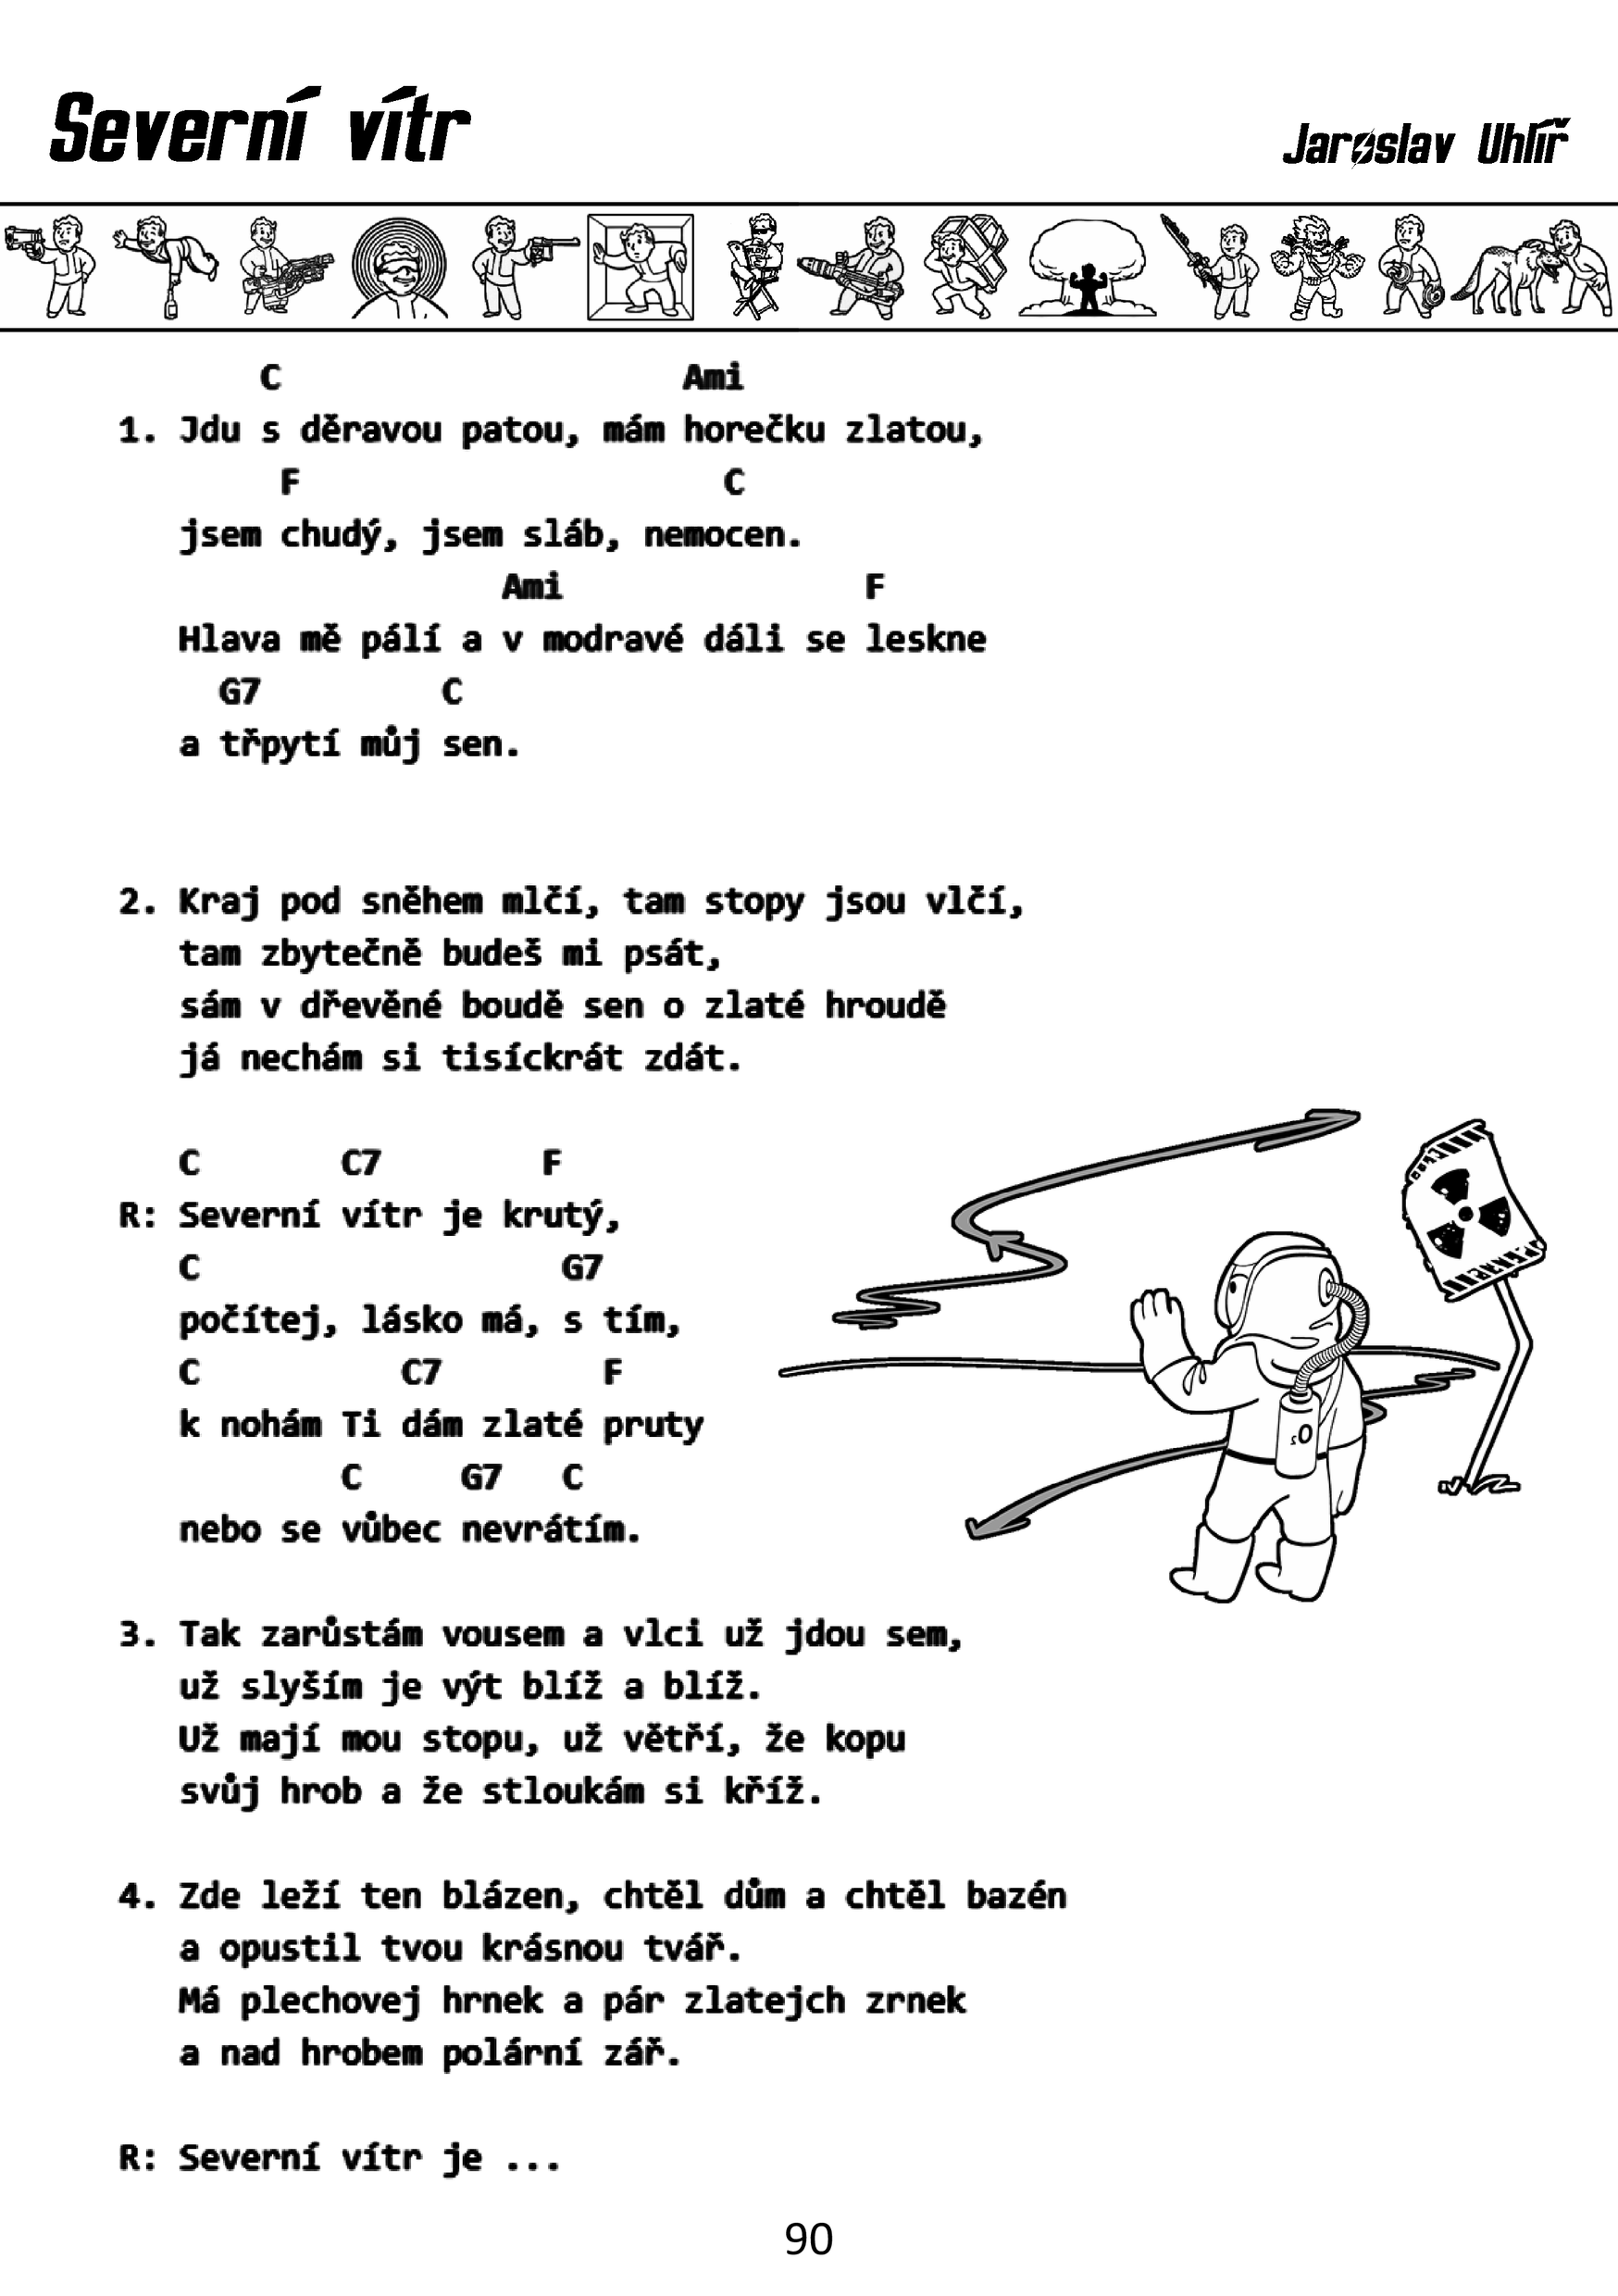 Severní vítr
Jaroslav Uhlíř
C Ami
1. Jdu s děravou patou, mám horečku zlatou,
F C
jsem chudý, jsem sláb, nemocen.
Ami F
Hlava mě pálí a v modravé dáli se leskne
G7 C
a třpytí můj sen.
2. Kraj pod sněhem mlčí, tam stopy jsou vlčí,
tam zbytečně budeš mi psát,
sám v dřevěné boudě sen o zlaté hroudě
já nechám si tisíckrát zdát.
C C7 F
R: Severní vítr je krutý,
C G7
počítej, lásko má, s tím,
C C7 F
k nohám Ti dám zlaté pruty
C G7 C
nebo se vůbec nevrátím.
O2
3. Tak zarůstám vousem a vlci už jdou sem,
už slyším je výt blíž a blíž.
Už mají mou stopu, už větří, že kopu
svůj hrob a že stloukám si kříž.
4. Zde leží ten blázen, chtěl dům a chtěl bazén
a opustil tvou krásnou tvář.
Má plechovej hrnek a pár zlatejch zrnek
a nad hrobem polární zář.
R: Severní vítr je ...
90